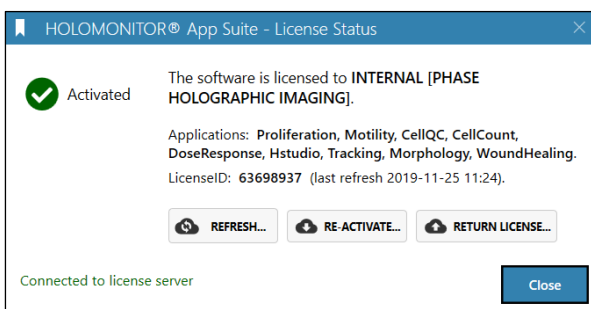 HOLOMONITOR® App Suite - License Status
Activated
The software is licensed to INTERNAL [PHASE
HOLOGRAPHIC IMAGING].
Applications: Proliferation, Motility, CellQC, CellCount,
DoseResponse, Hstudio, Tracking, Morphology, WoundHealing.
LicenseID: 63698937 (last refresh 2019-11-25 11:24).
REFRESH... RE-ACTIVATE... RETURN LICENSE...
Connected to license server
Close